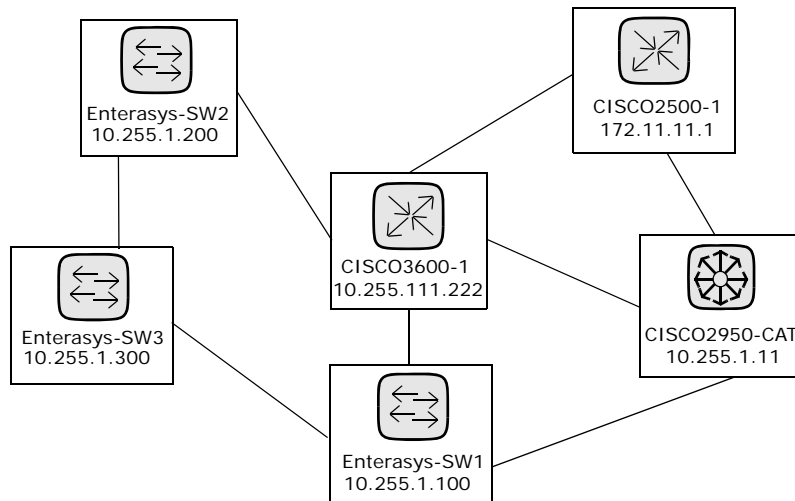 Enterasys-SW2
10.255.1.200
CISCO2500-1
172.11.11.1
CISCO3600-1
10.255.111.222
Enterasys-SW3
10.255.1.300
CISCO2950-CAT
10.255.1.11
Enterasys-SW1
10.255.1.100